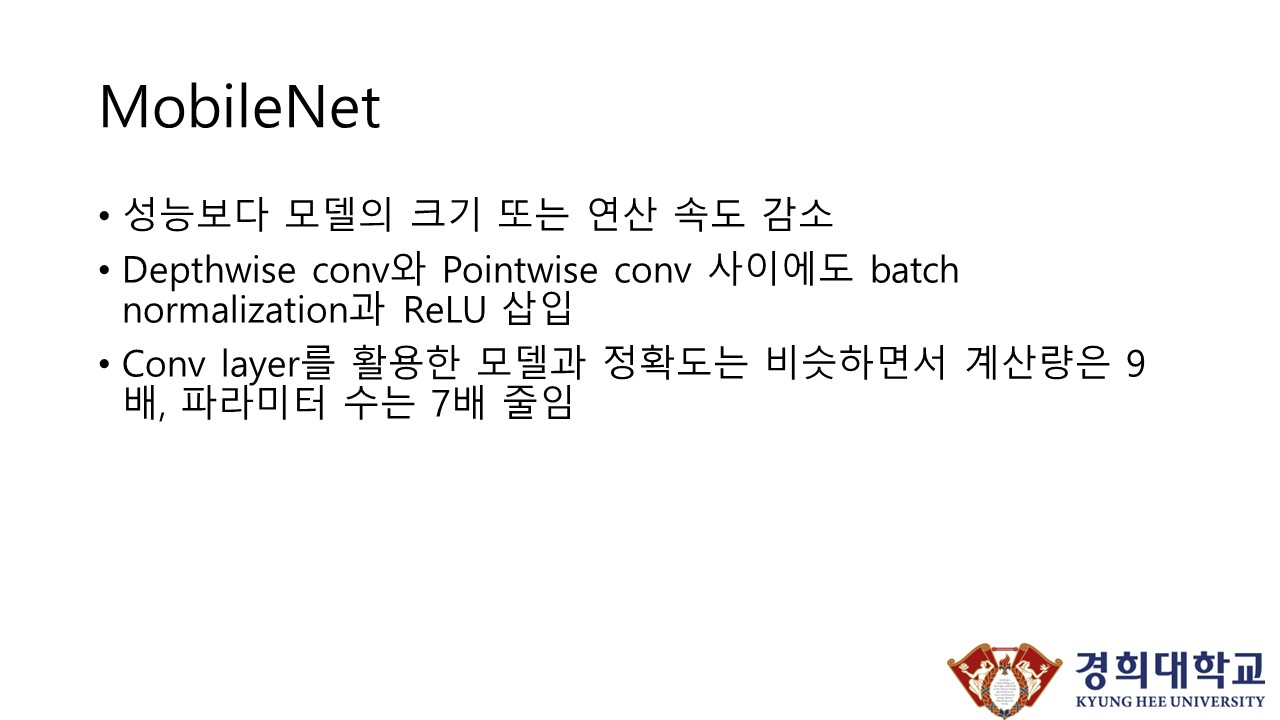 MobileNet
• 성능보다 모델의 크기 또는 연산 속도 감소
• Depthwise conv와 Pointwise conv 사이에도 batch
normalization과 ReLU 삽입
• Conv layer를 활용한 모델과 정확도는 비슷하면서 계산량은 9
배, 파라미터 수는 7배 줄임
경희대학교
KYUNG HEE UNIVERSITY